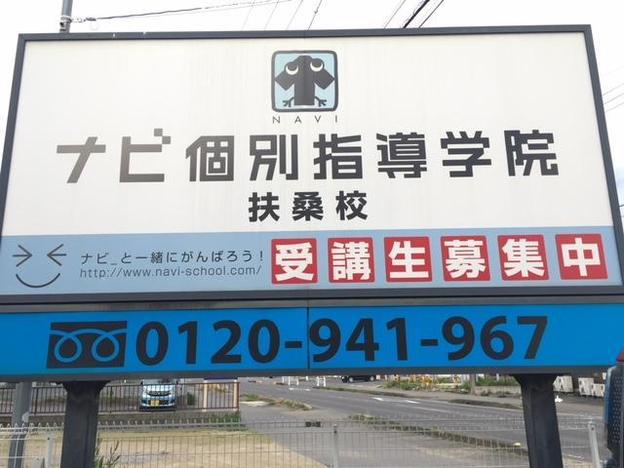 NAVI
ナビ個別指導学院
扶桑校
ナビ_と一緒にがんばろう！
http://www.navi-school.com/
受講生募集中
0120-941-967